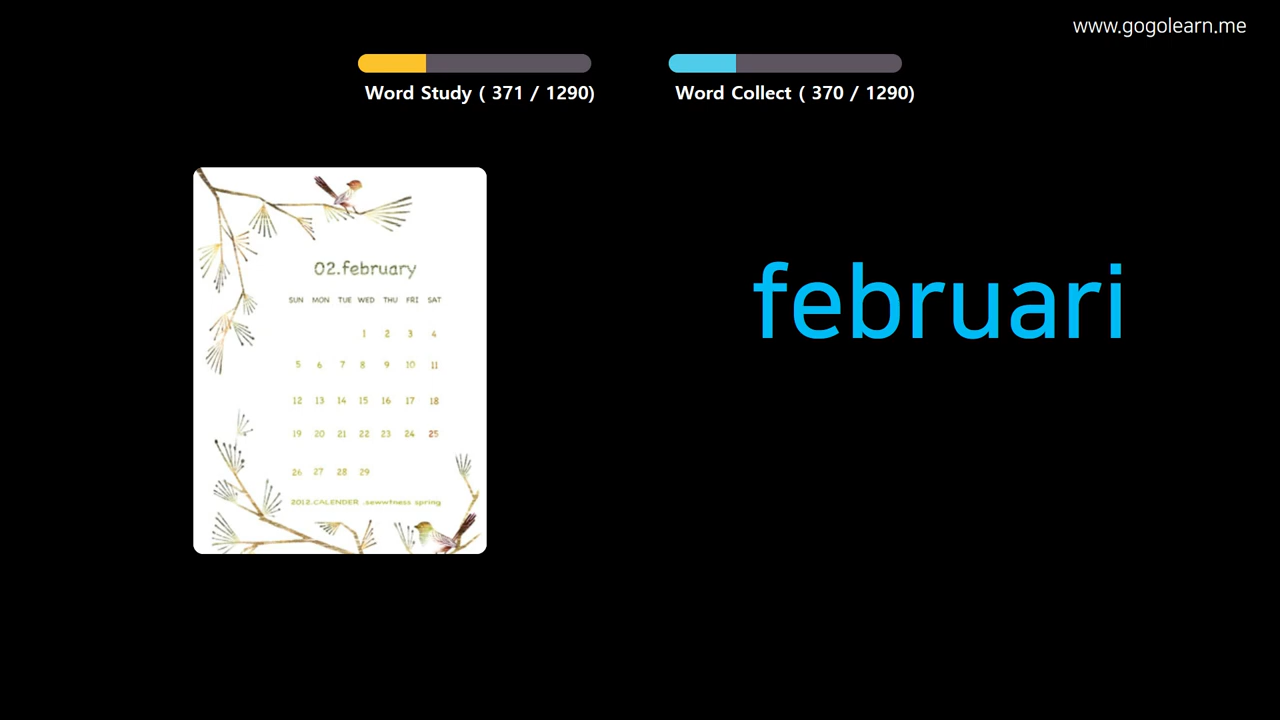 www.gogolearn.me
Word Study ( 371 / 1290)
Word Collect ( 370 / 1290)
02.february
SUN MON TUE WED THU FRI SAT
1 2 3 4
5 6 7 8 9 10 11
12 13 14 15 16 17 18
19 20 21 22 23 24 25
26 27 28 29
2012.CALENDER .sewwtness spring
februari